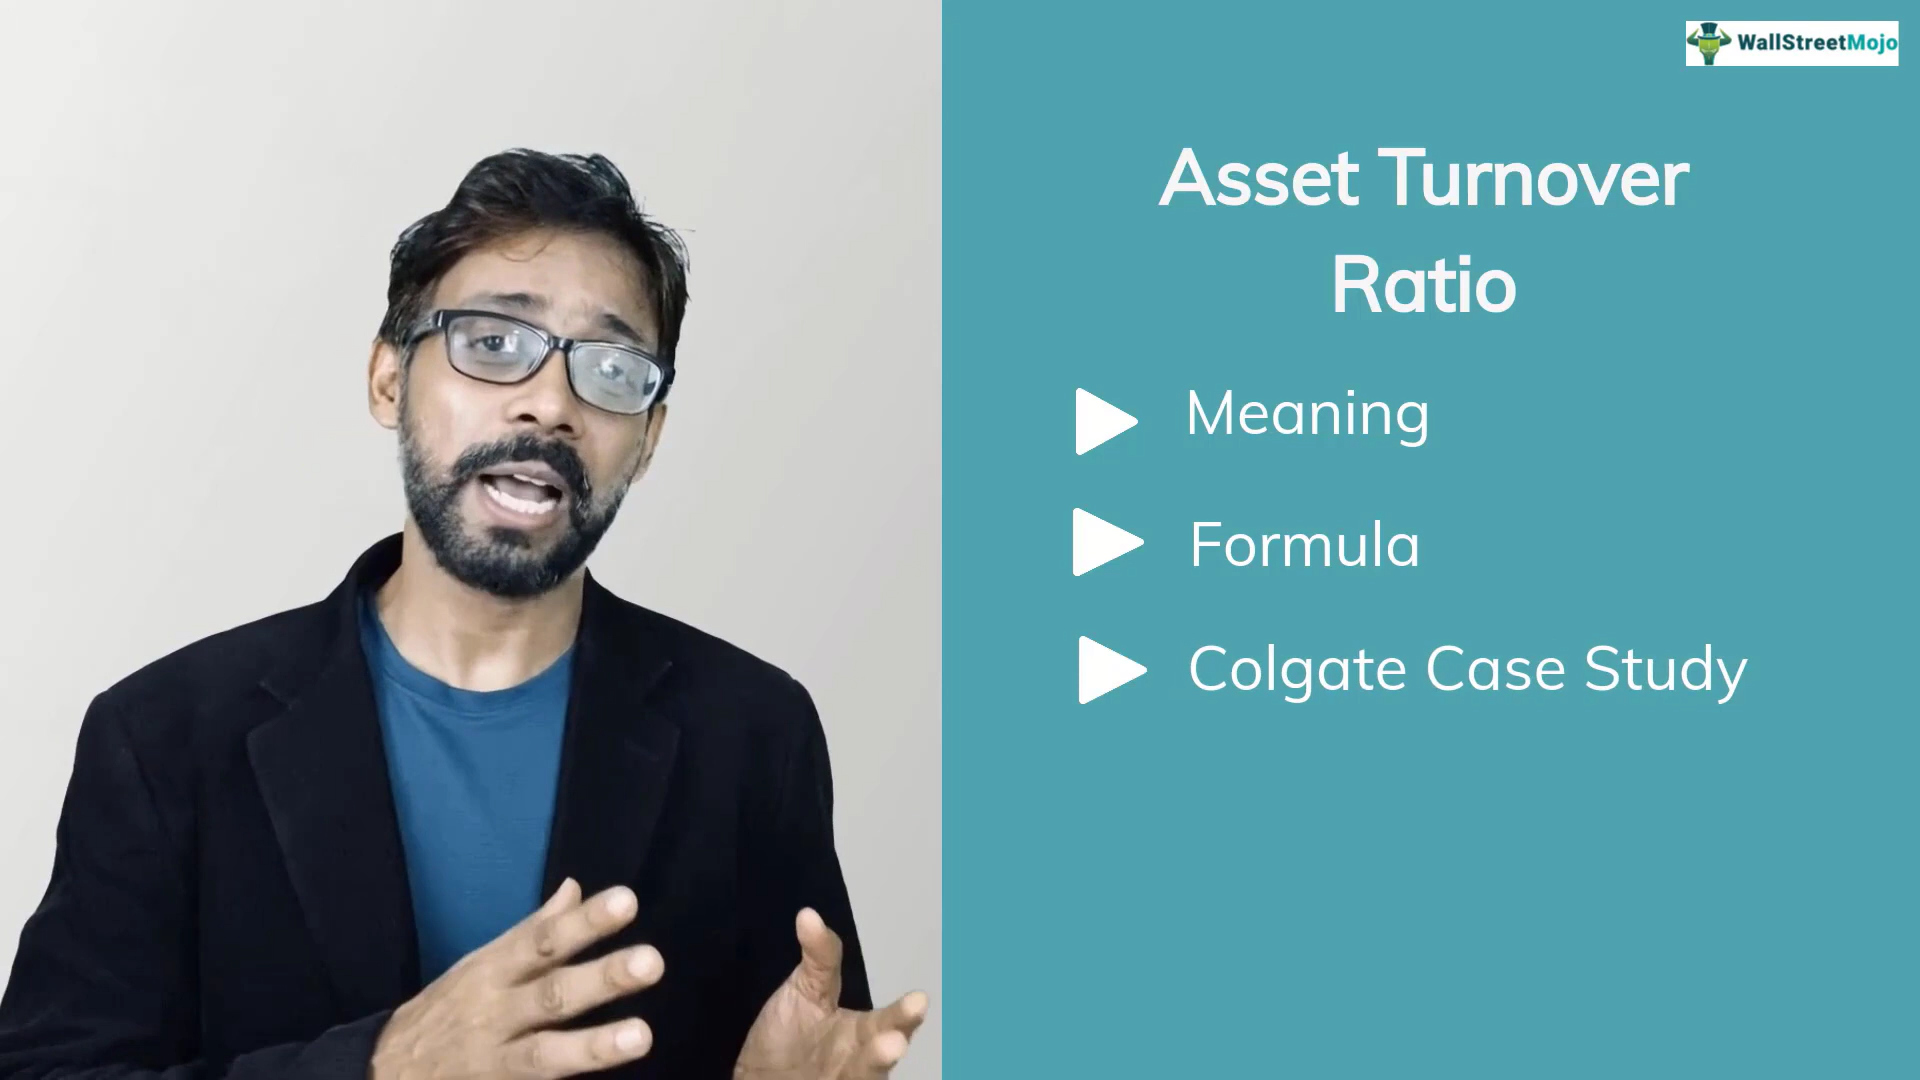 WallStreetMojo
Asset Turnover
Ratio
Meaning
Formula
Colgate Case Study